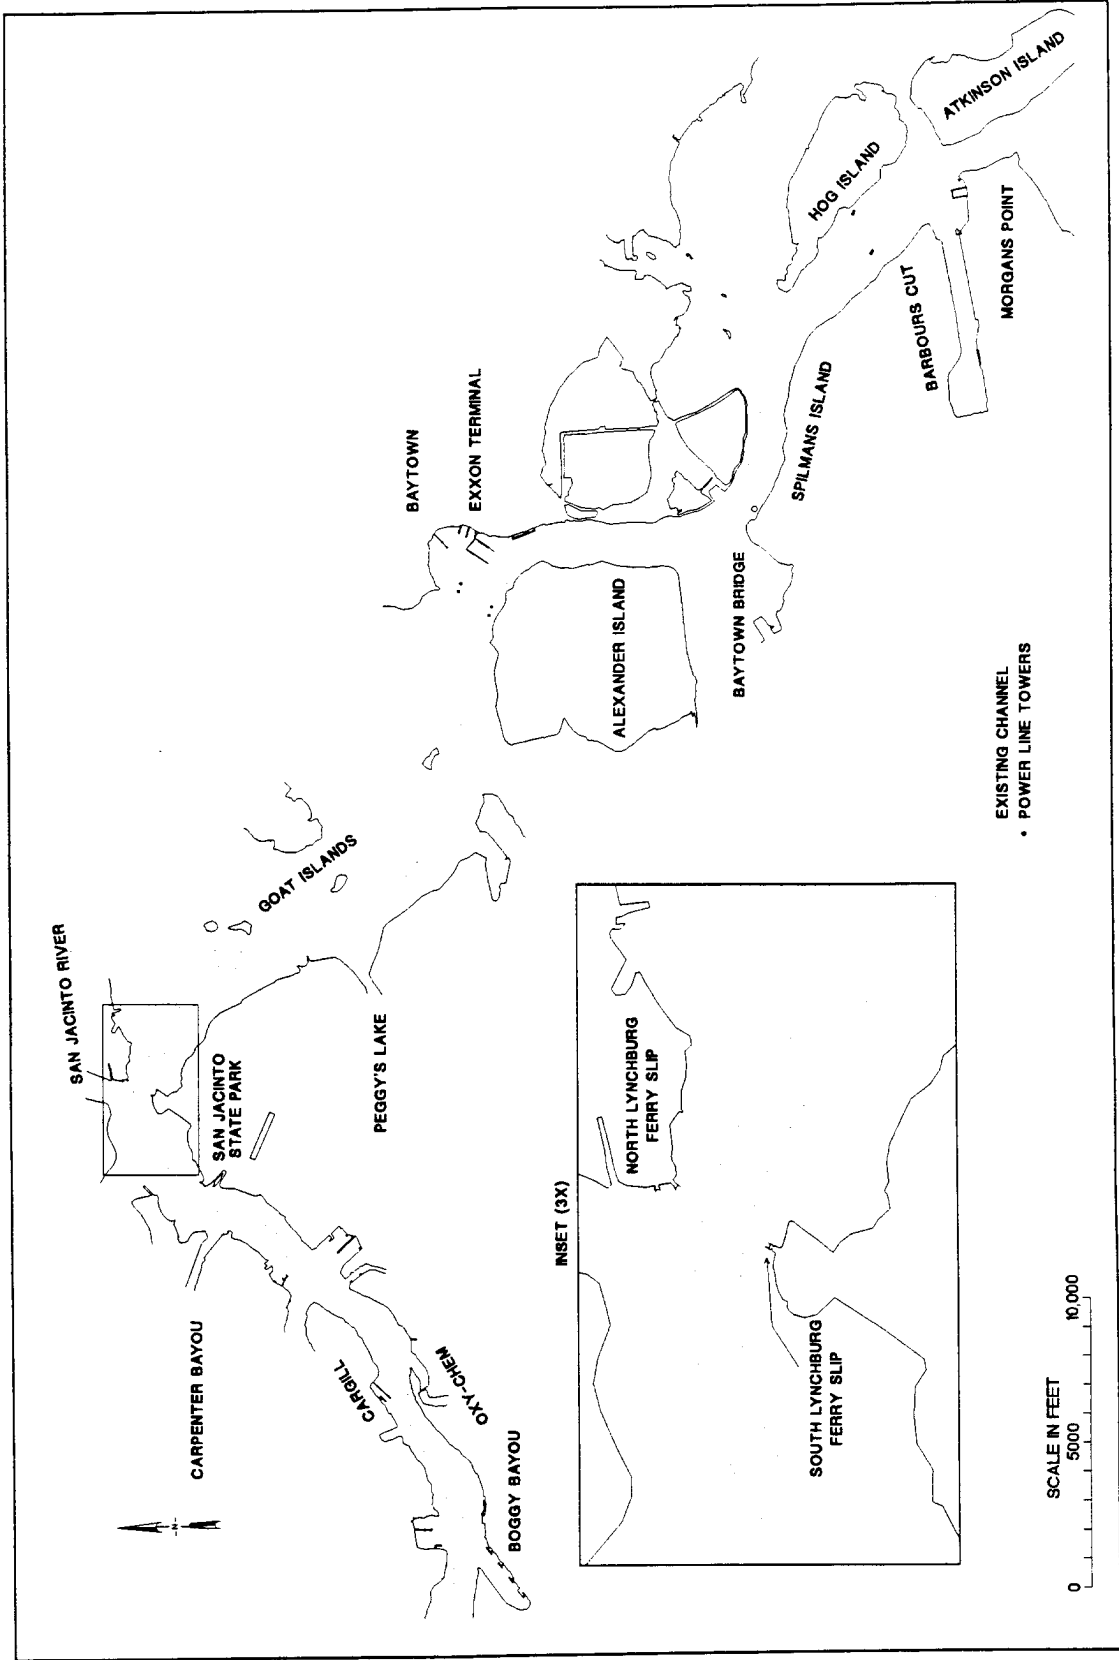 SAN JACINTO RIVER
CARPENTER BAYOU
SAN JACINTO
STATE PARK
GOAT ISLANDS
CARGILL
PEGGY'S LAKE
OXY-CHEM
BOGGY BAYOU
BAYTOWN
EXXON TERMINAL
ALEXANDER ISLAND
BAYTOWN BRIDGE
SPILMANS ISLAND
HOG ISLAND
ATKINSON ISLAND
BARBOURS CUT
MORGANS POINT
INSET (3X)
NORTH LYNCHBURG
FERRY SLIP
SOUTH LYNCHBURG
FERRY SLIP
EXISTING CHANNEL
• POWER LINE TOWERS
SCALE IN FEET
0 5000 10,000
N